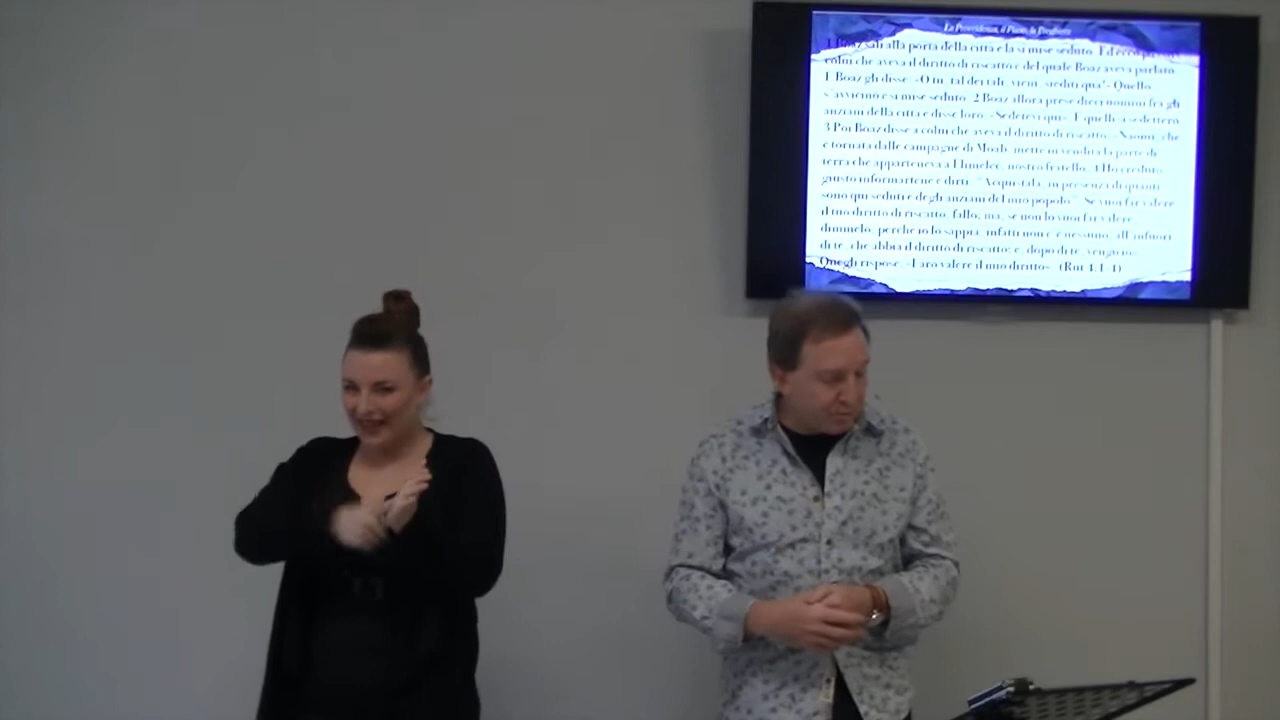 La Provvidenza, il Piano, la Preghiera
1 Boaz salì alla porta della città e là si mise seduto. Ed ecco passare
colui che aveva il diritto di riscatto e del quale Boaz aveva parlato.
E Boaz gli disse: «O tu, tal dei tali, vieni, siediti qua!» Quello
s'avvicinò e si mise seduto. 2 Boaz allora prese dieci uomini fra gli
anziani della città e disse loro: «Sedetevi qui». E quelli si sedettero.
3 Poi Boaz disse a colui che aveva il diritto di riscatto: «Naomi, che
è tornata dalle campagne di Moab, mette in vendita la parte di
terra che apparteneva a Elimelec, nostro fratello. 4 Ho creduto
giusto informartene e dirti: "Acquistala, in presenza di quanti
sono qui seduti e degli anziani del mio popolo." Se vuoi far valere
il tuo diritto di riscatto, fallo; ma, se non lo vuoi far valere,
dimmelo, perché io lo sappia; infatti non c'è nessuno, all'infuori
di te, che abbia il diritto di riscatto; e, dopo di te, vengo io».
Quegli rispose: «Farò valere il mio diritto». (Rut 4:1-4)